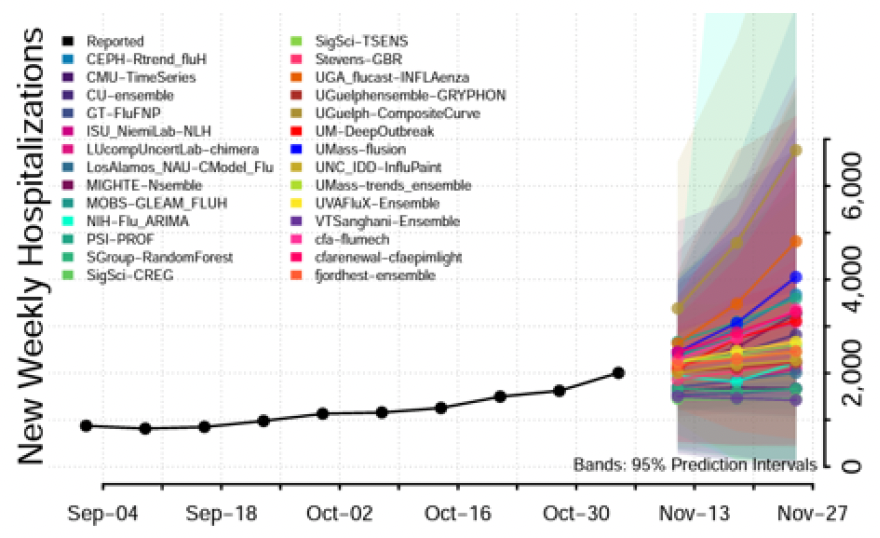 New Weekly Hospitalizations
Reported
CEPH-Rtrend_fluH
CMU-TimeSeries
CU-ensemble
GT-FluFNP
ISU_NiemiLab-NLH
LUcompUncertLab-chimera
LosAlamos_NAU-CModel_Flu
MIGHTE-Nsemble
MOBS-GLEAM_FLUH
NIH-Flu_ARIMA
PSI-PROF
SGroup-RandomForest
SigSci-CREG
SigSci-TSENS
Stevens-GBR
UGA_flucast-INFLAenza
UGuelphensemble-GRYPHON
UGuelph-CompositeCurve
UM-DeepOutbreak
UMass-flusion
UNC_IDD-InfluPaint
UMass-trends_ensemble
UVAFluX-Ensemble
VTSanghani-Ensemble
cfa-flumech
cfarenewal-cfaepimlight
fjordhest-ensemble
6,000
4,000
2,000
0
Bands: 95% Prediction Intervals
Sep-04 Sep-18 Oct-02 Oct-16 Oct-30 Nov-13 Nov-27